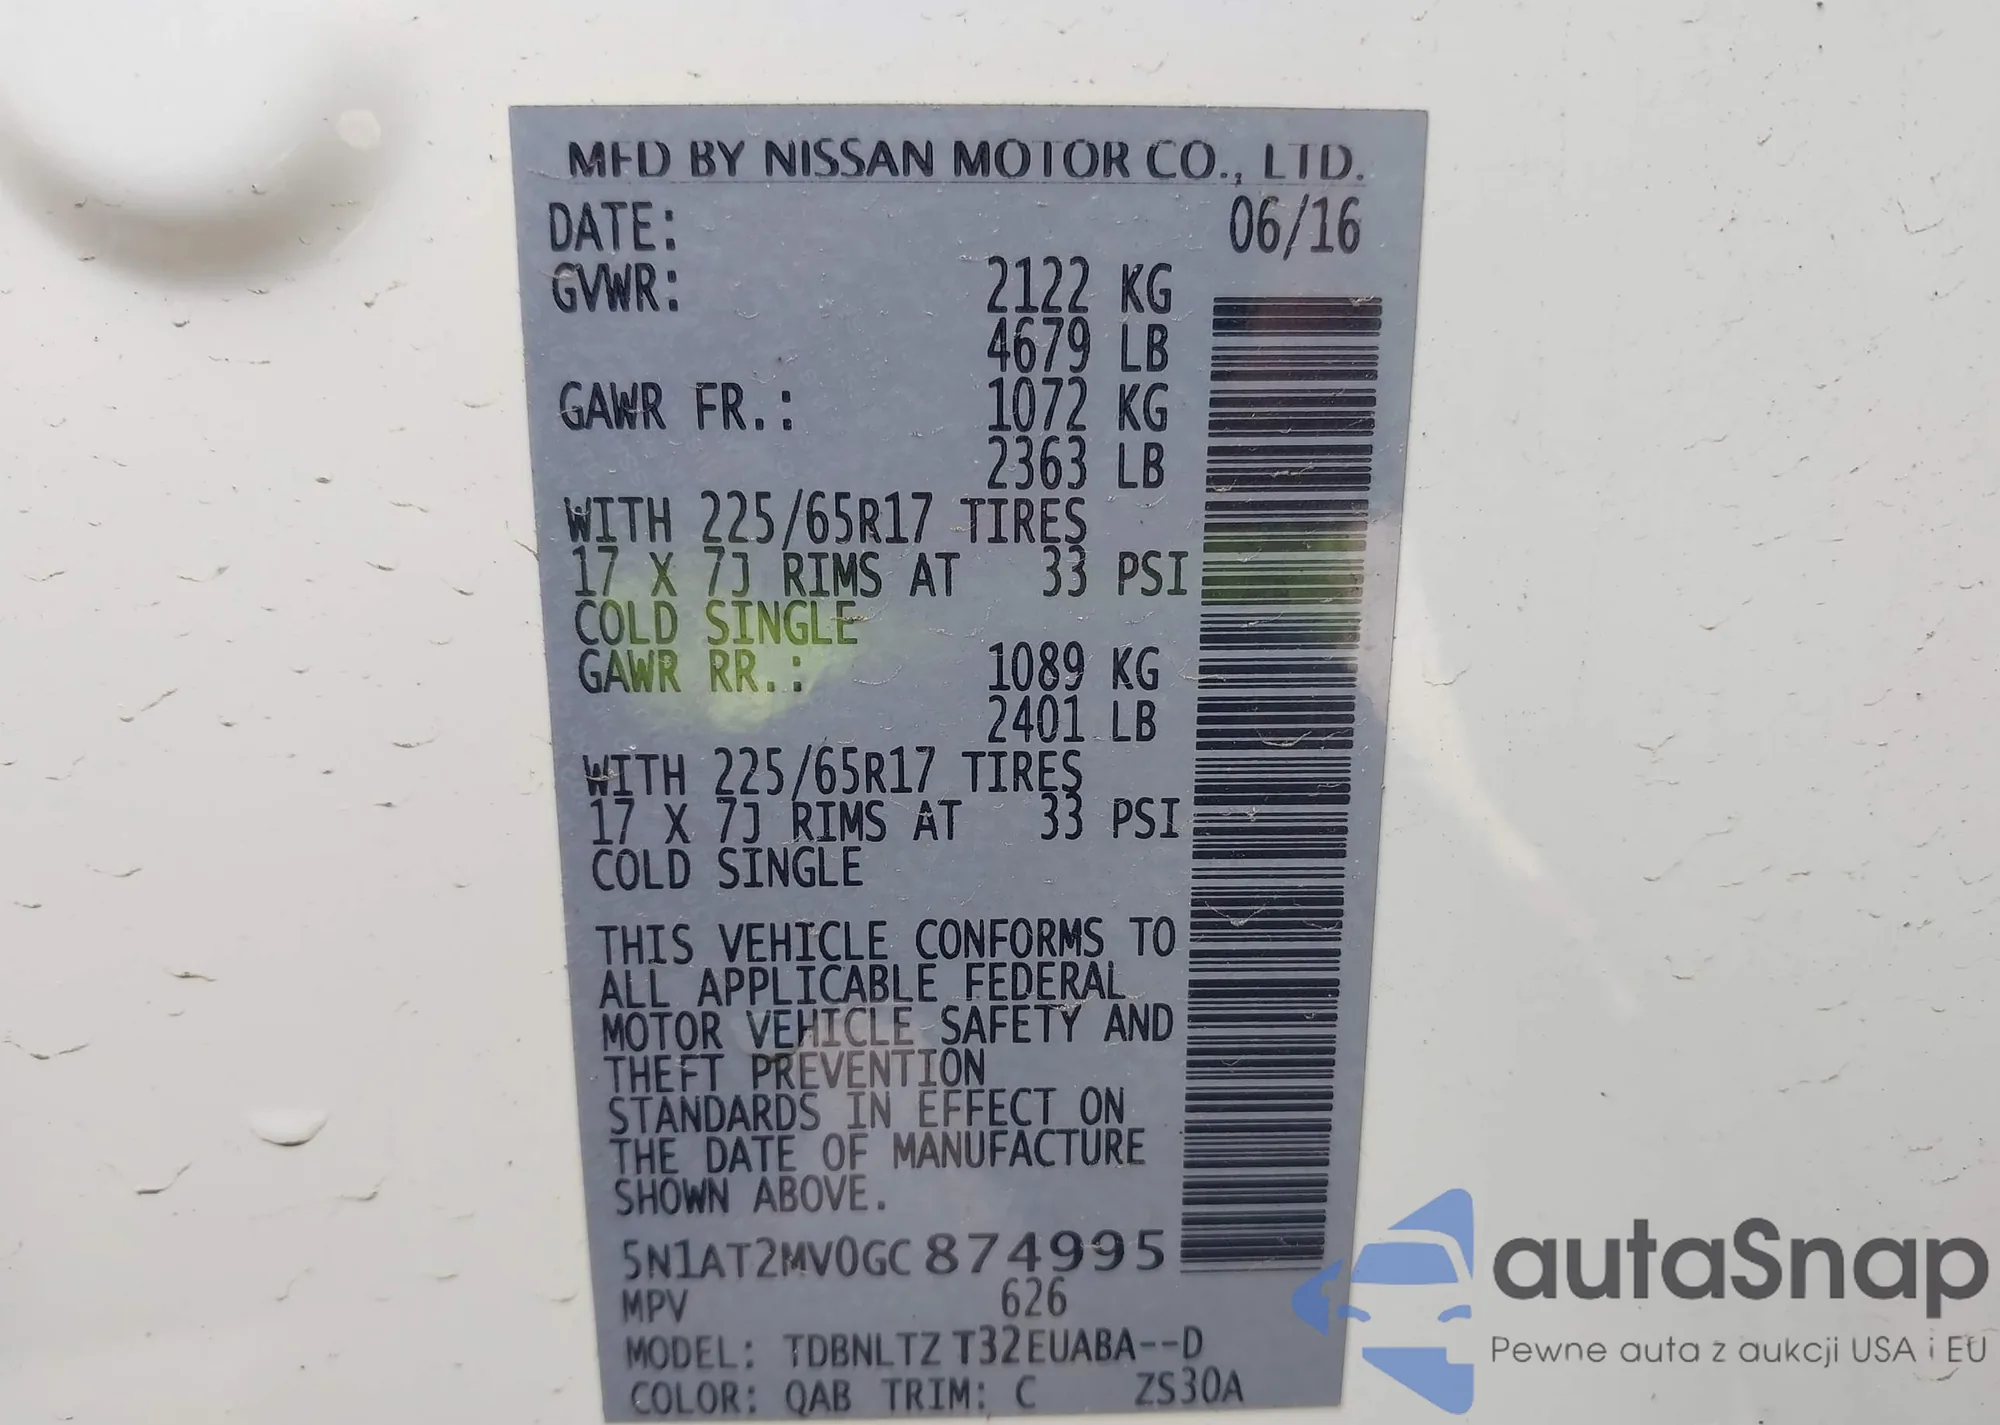 MFD BY NISSAN MOTOR CO., LTD.
DATE: 06/16
GVWR: 2122 KG
4679 LB
GAWR FR.: 1072 KG
2363 LB
WITH 225/65R17 TIRES
17 X 7J RIMS AT 33 PSI
COLD SINGLE
GAWR RR.: 1089 KG
2401 LB
WITH 225/65R17 TIRES
17 X 7J RIMS AT 33 PSI
COLD SINGLE
THIS VEHICLE CONFORMS TO
ALL APPLICABLE FEDERAL
MOTOR VEHICLE SAFETY AND
THEFT PREVENTION
STANDARDS IN EFFECT ON
THE DATE OF MANUFACTURE
SHOWN ABOVE.
5N1AT2MV0GC874995
MPV 626
MODEL: TDBNLTZ T32EUABA--D
COLOR: QAB TRIM: C ZS30A
autaSnap
Pewne auta z aukcji USA i EU